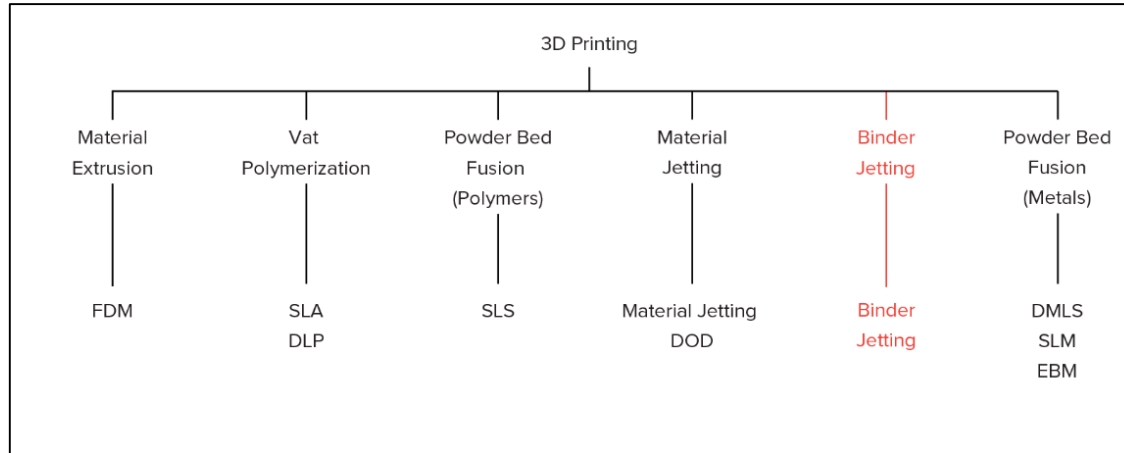 3D Printing
Material
Extrusion
Vat
Polymerization
Powder Bed
Fusion
(Polymers)
Material
Jetting
Binder
Jetting
Powder Bed
Fusion
(Metals)
FDM
SLA
DLP
SLS
Material Jetting
DOD
Binder
Jetting
DMLS
SLM
EBM